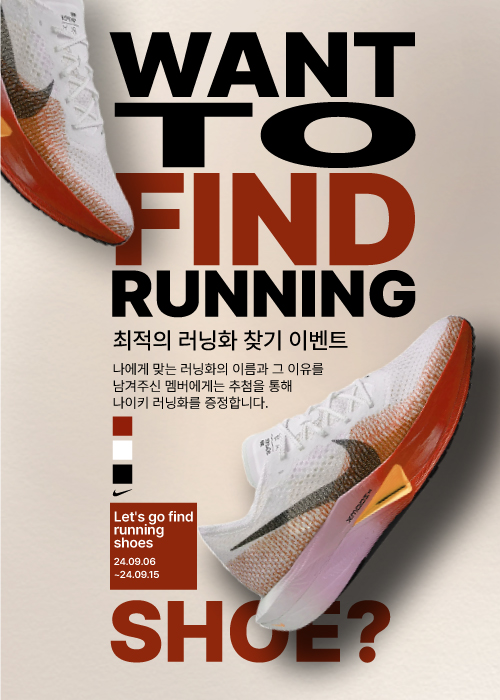 WANT
TO
FIND
RUNNING
최적의 러닝화 찾기 이벤트
나에게 맞는 러닝화의 이름과 그 이유를
남겨주신 멤버에게는 추첨을 통해
나이키 러닝화를 증정합니다.
Let's go find
running
shoes
24.09.06
~24.09.15
SHOE?